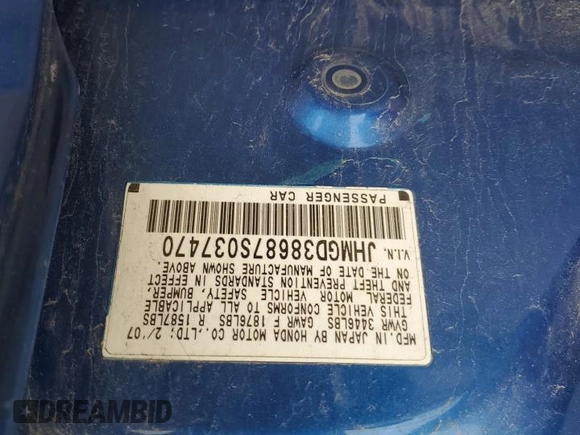 MFD. IN JAPAN BY HONDA MOTOR CO., LTD; 2/'07
GVWR 3446LBS GAWR F 1876LBS R 1587LBS
THIS VEHICLE CONFORMS TO ALL APPLICABLE
FEDERAL MOTOR VEHICLE SAFETY, BUMPER,
AND THEFT PREVENTION STANDARDS IN EFFECT
ON THE DATE OF MANUFACTURE SHOWN ABOVE.
V.I.N. JHMGD38687S037470
PASSENGER CAR
DREAMBID